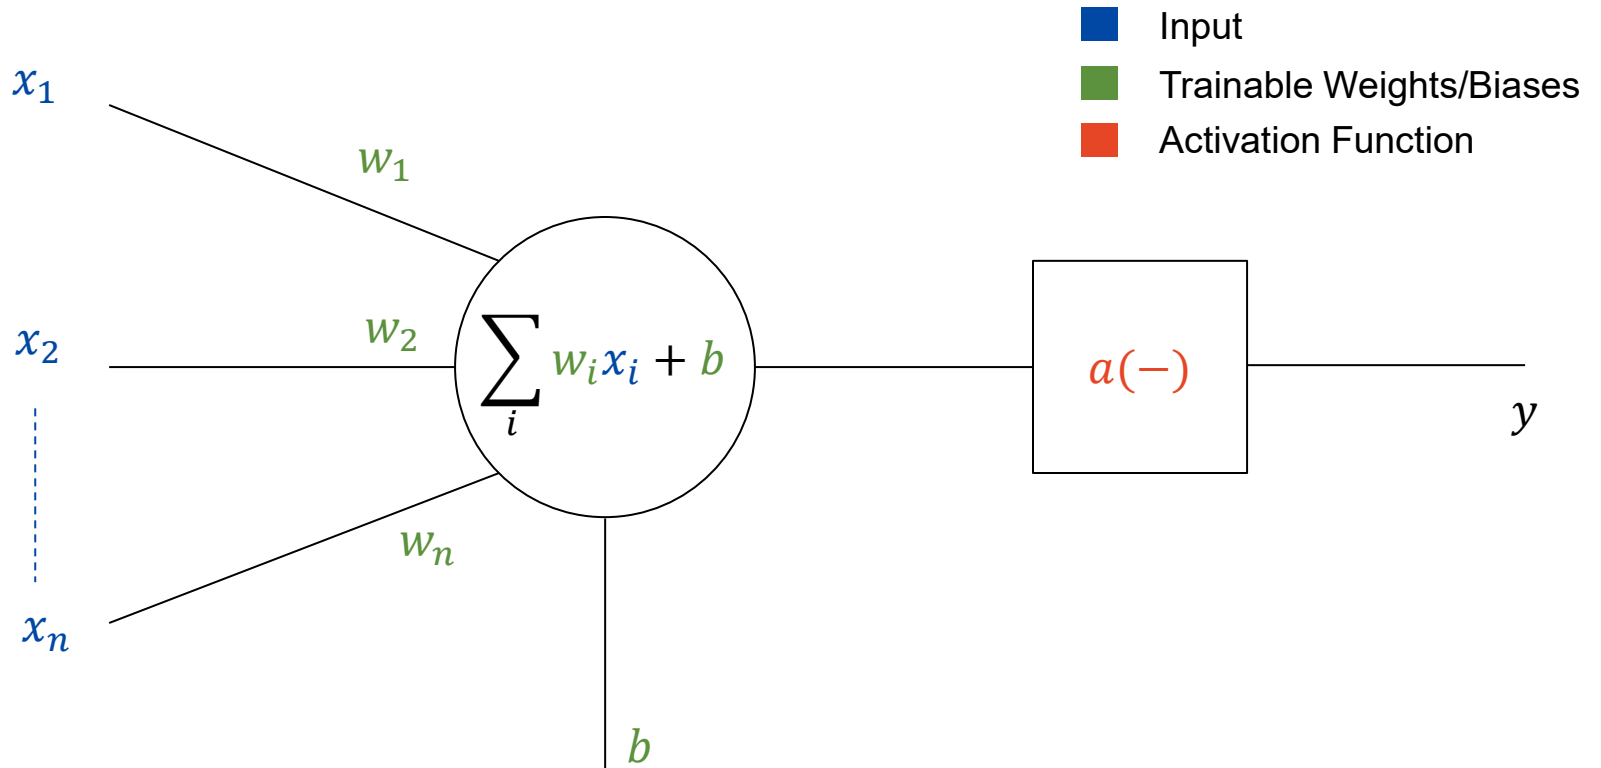 Input
Trainable Weights/Biases
Activation Function
x₁
w₁
x₂
w₂
∑ᵢ wᵢxᵢ + b
a(−)
y
wₙ
xₙ
b